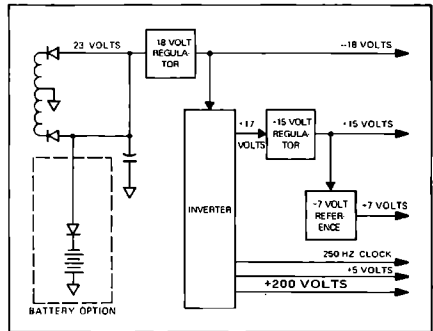 23 VOLTS
-18 VOLT
REGULA-
TOR
-18 VOLTS
+17
VOLTS
+15 VOLT
REGULA-
TOR
+15 VOLTS
INVERTER
+7 VOLT
REFER-
ENCE
+7 VOLTS
250 HZ CLOCK
+5 VOLTS
+200 VOLTS
BATTERY OPTION